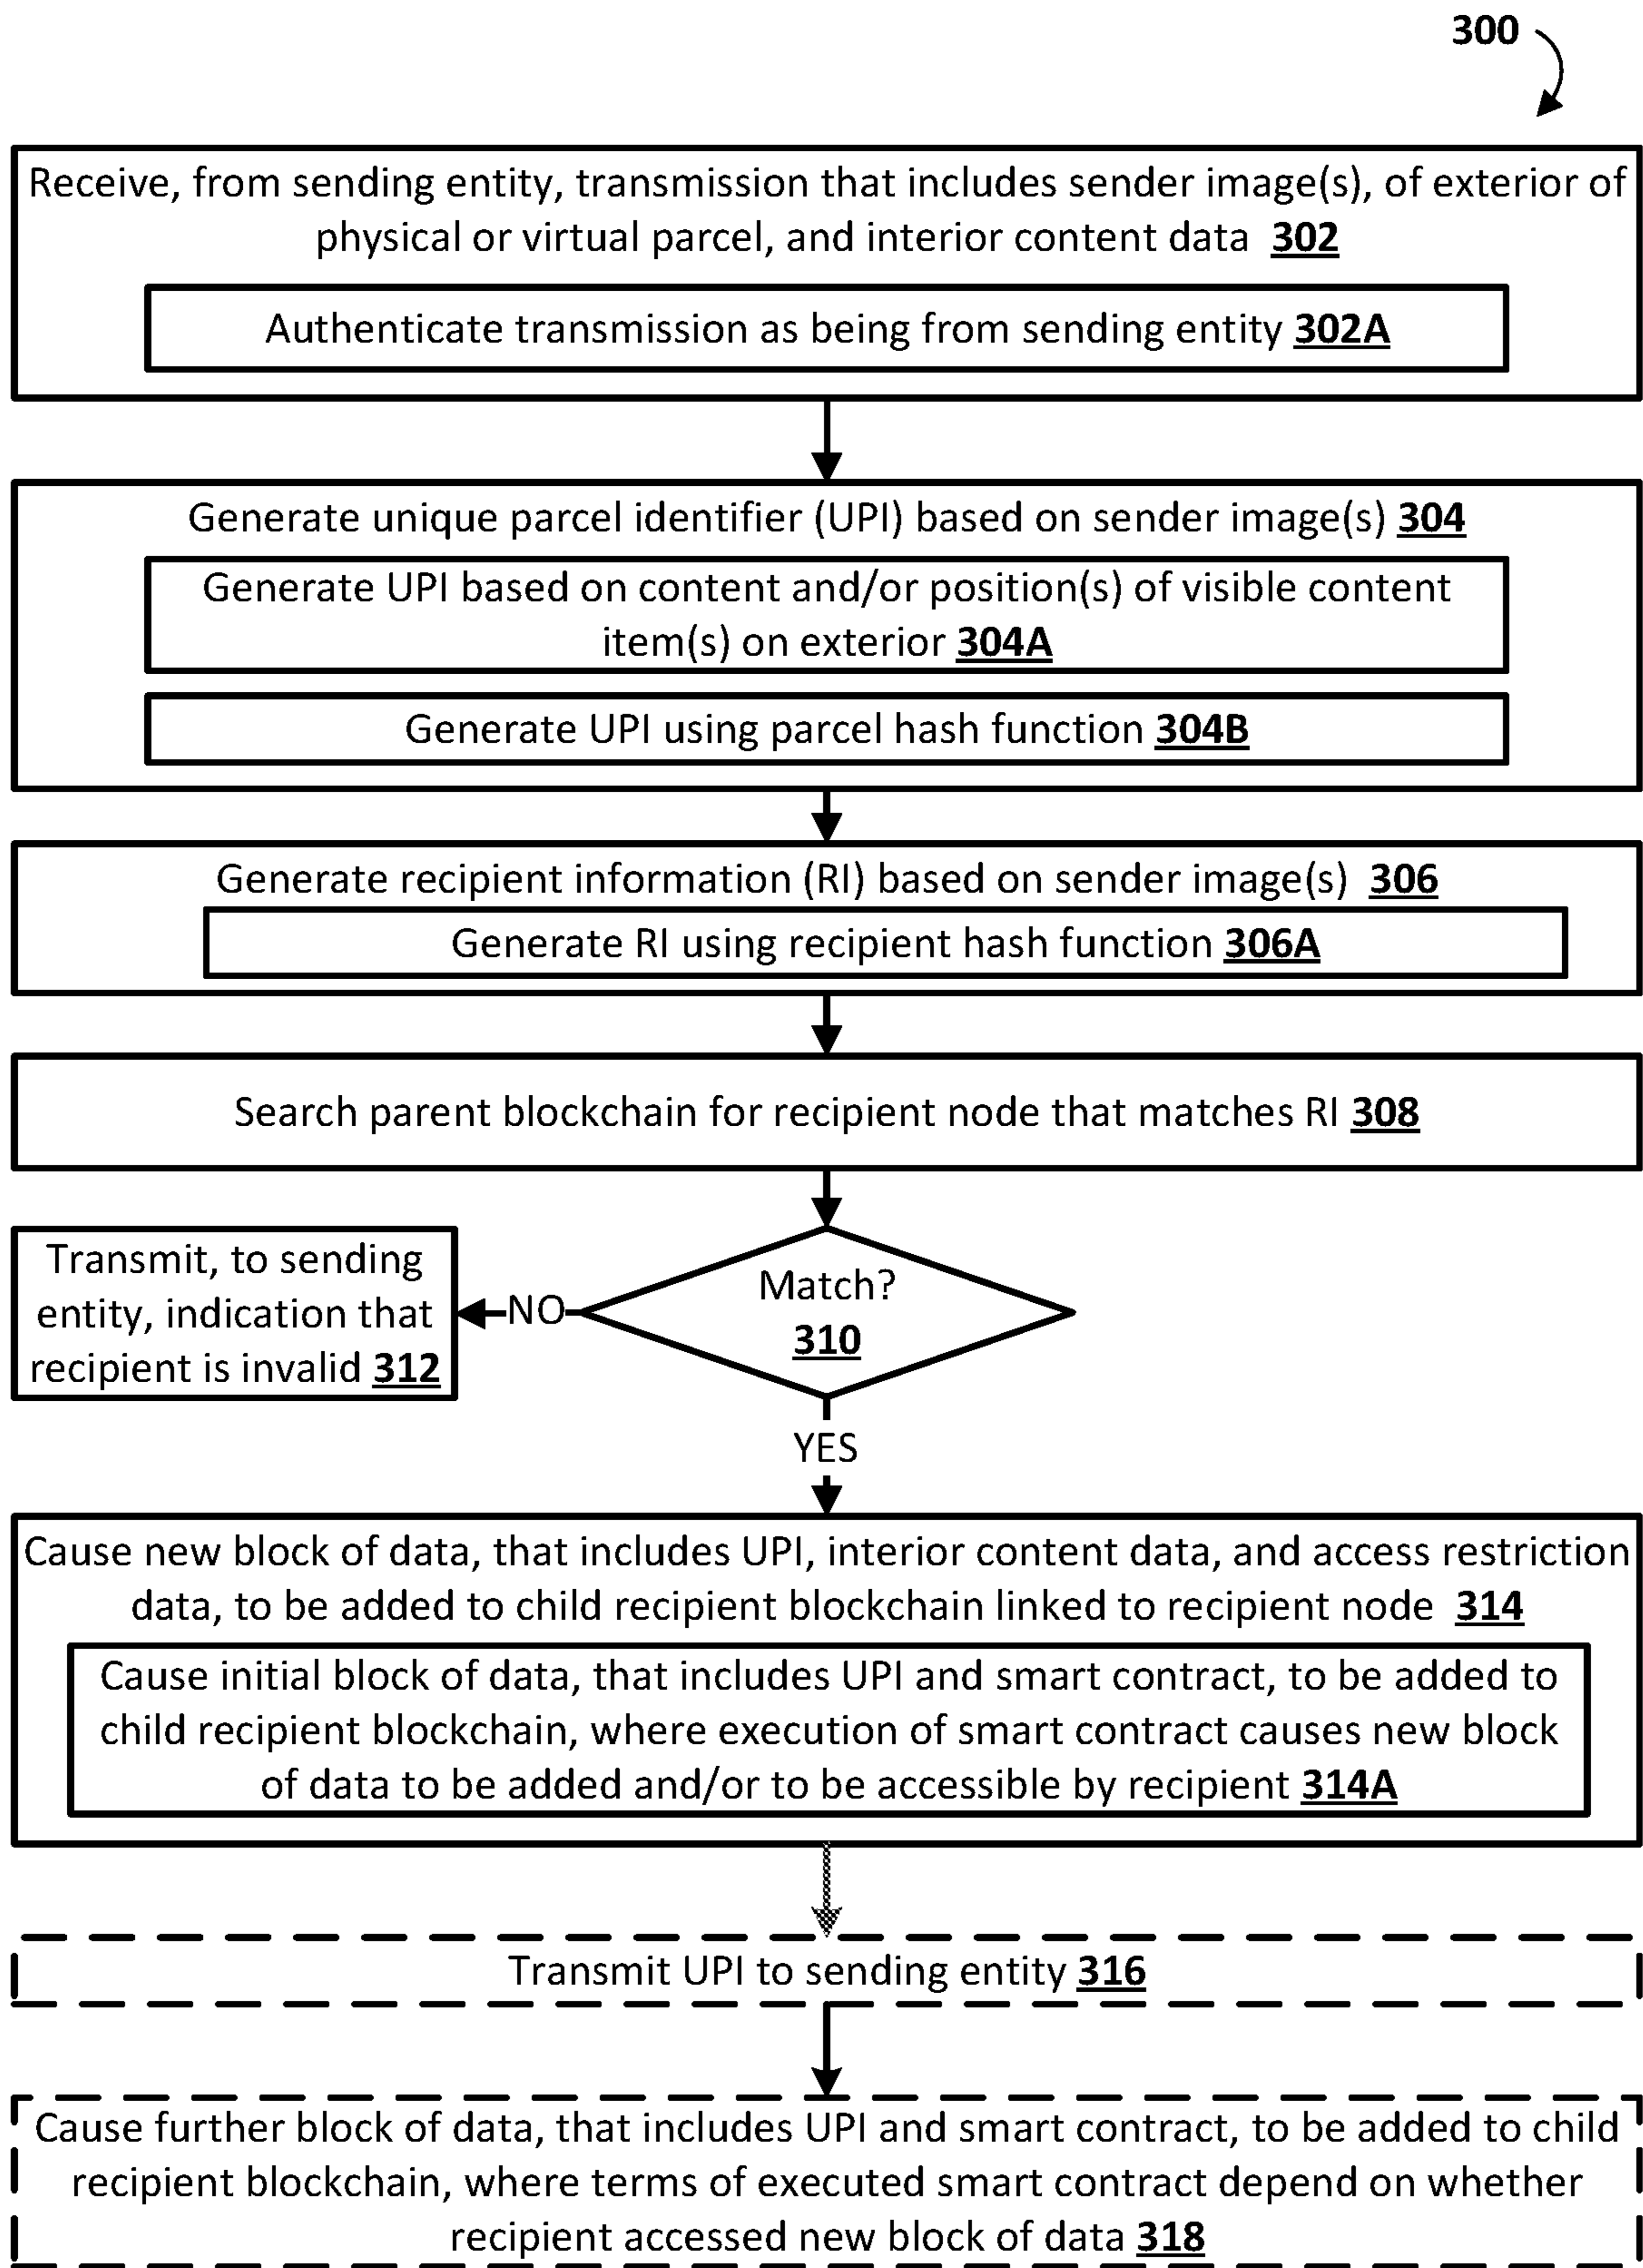 300
Receive, from sending entity, transmission that includes sender image(s), of exterior of
physical or virtual parcel, and interior content data 302
Authenticate transmission as being from sending entity 302A
Generate unique parcel identifier (UPI) based on sender image(s) 304
Generate UPI based on content and/or position(s) of visible content
item(s) on exterior 304A
Generate UPI using parcel hash function 304B
Generate recipient information (RI) based on sender image(s) 306
Generate RI using recipient hash function 306A
Search parent blockchain for recipient node that matches RI 308
Match?
310
NO
Transmit, to sending
entity, indication that
recipient is invalid 312
YES
Cause new block of data, that includes UPI, interior content data, and access restriction
data, to be added to child recipient blockchain linked to recipient node 314
Cause initial block of data, that includes UPI and smart contract, to be added to
child recipient blockchain, where execution of smart contract causes new block
of data to be added and/or to be accessible by recipient 314A
Transmit UPI to sending entity 316
Cause further block of data, that includes UPI and smart contract, to be added to child
recipient blockchain, where terms of executed smart contract depend on whether
recipient accessed new block of data 318